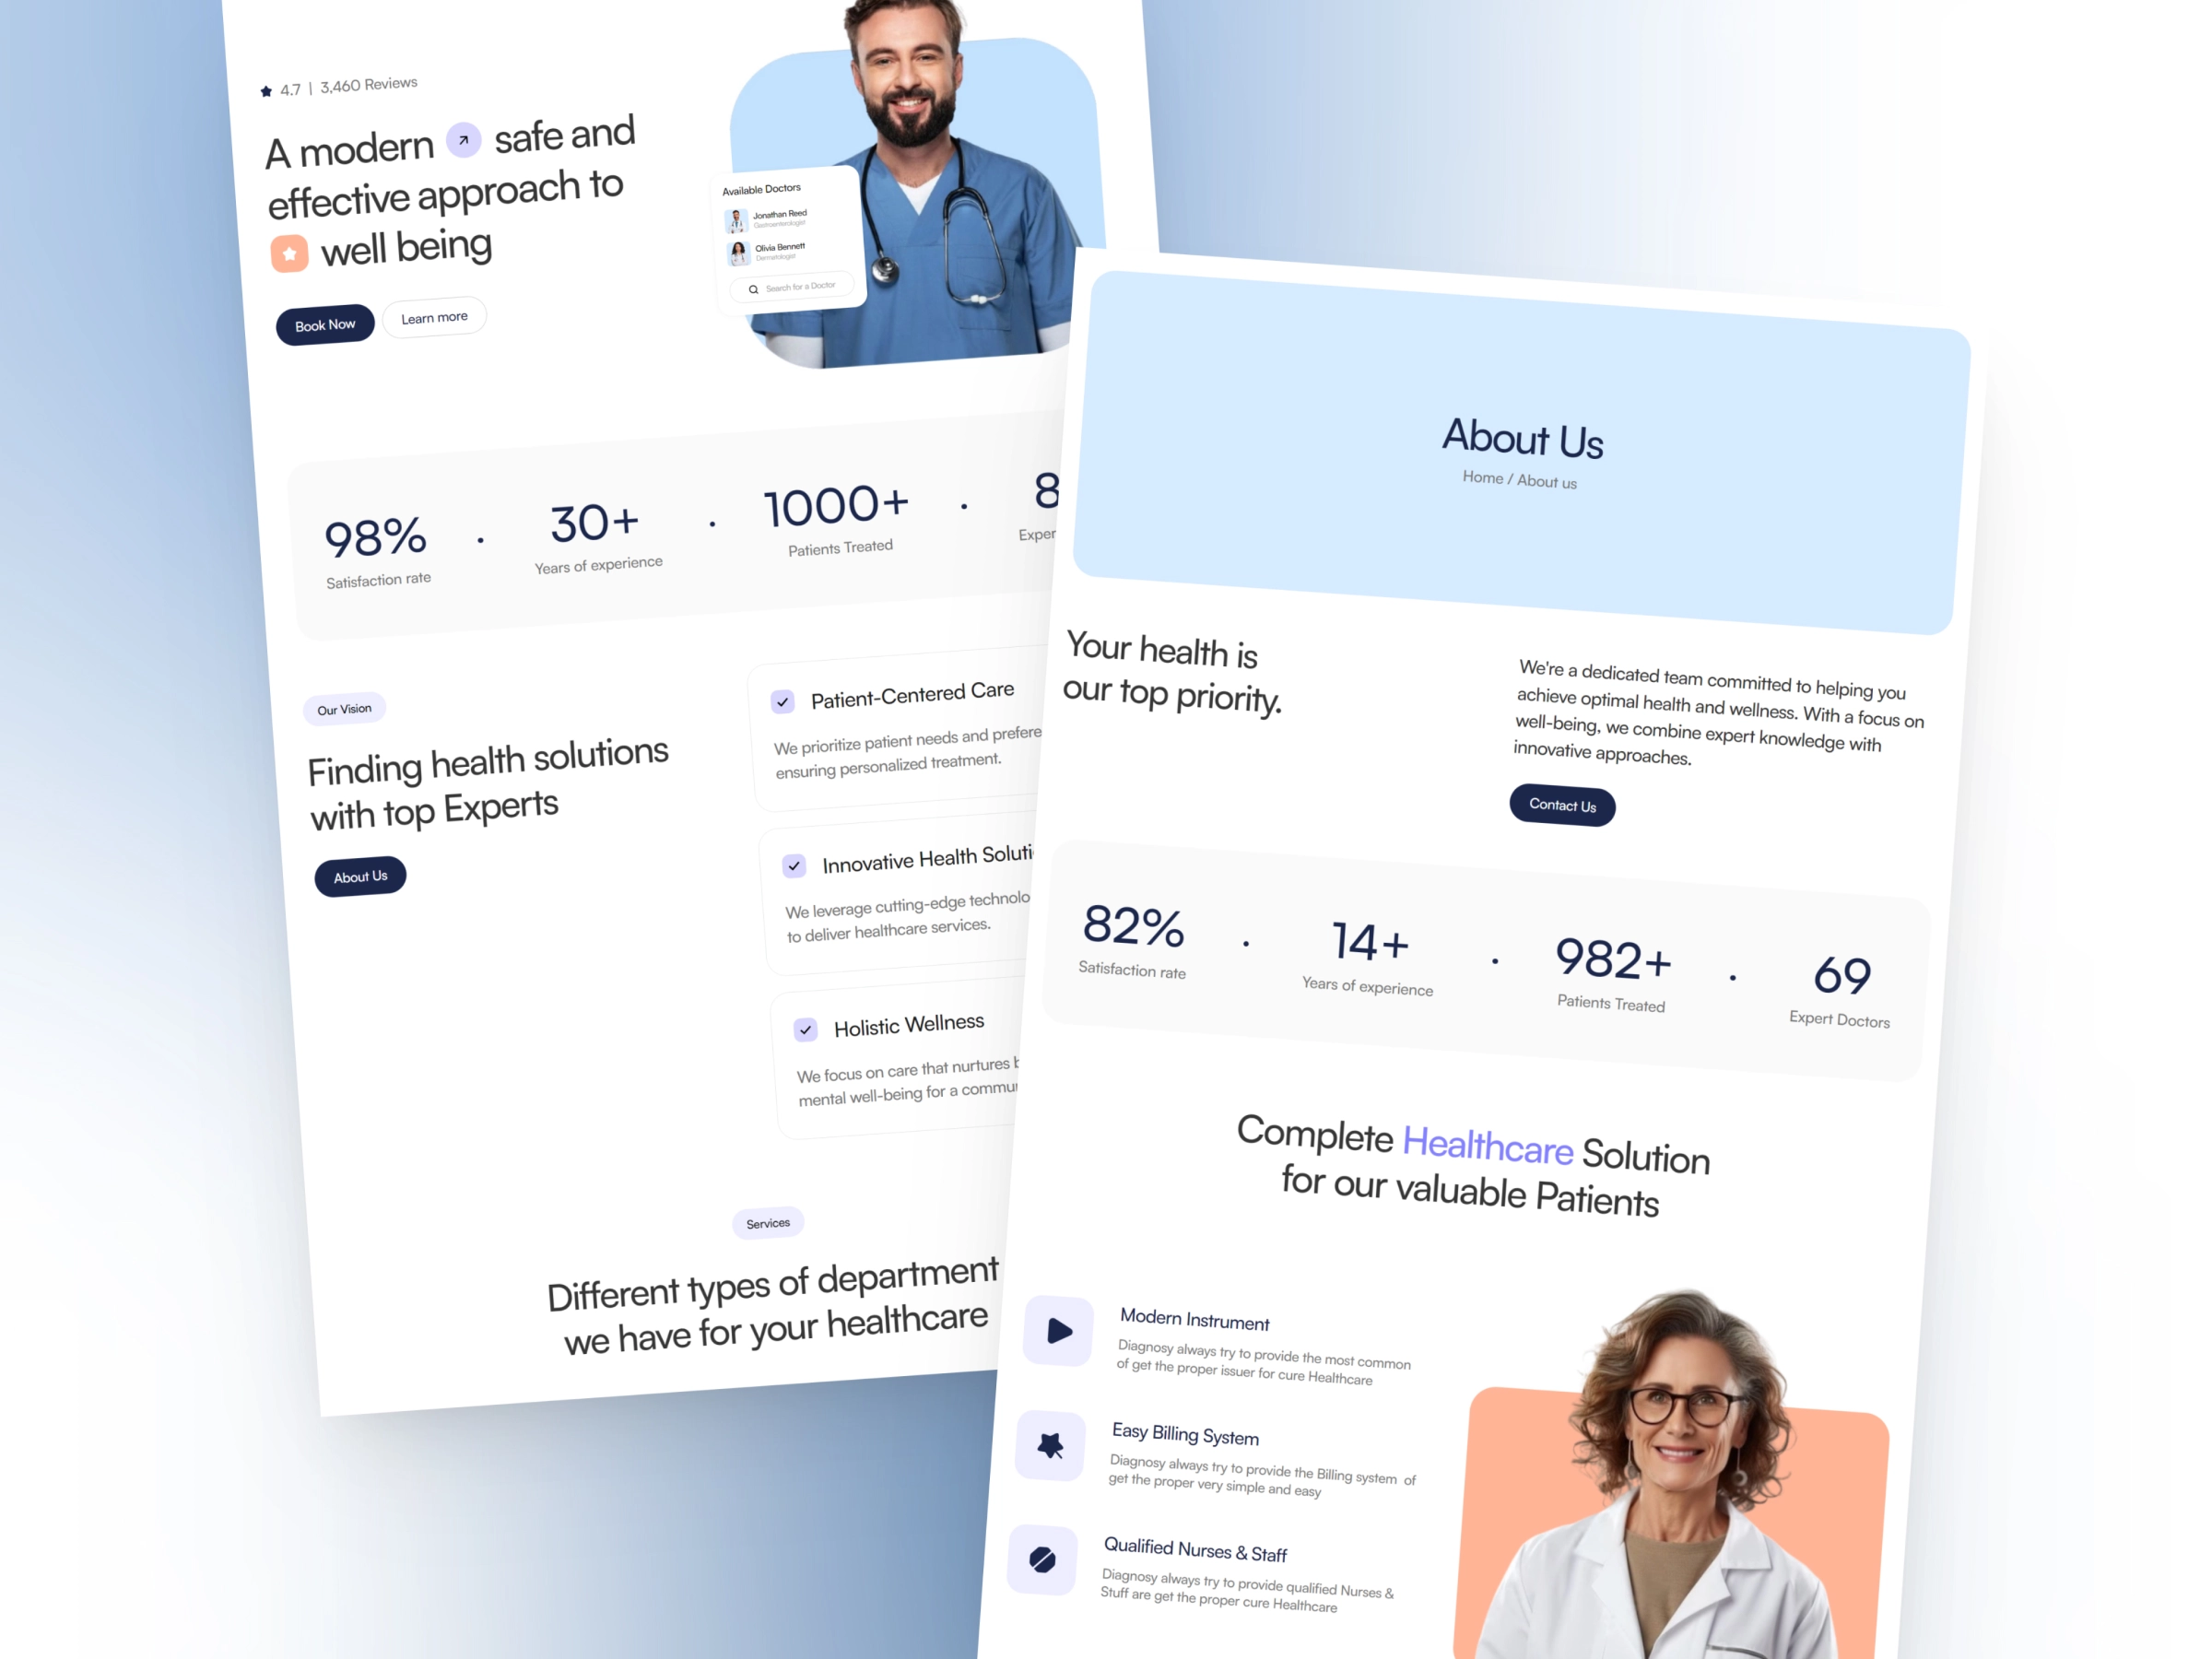 4.7 | 3,460 Reviews
A modern safe and
effective approach to
well being
Book Now
Learn more
Available Doctors
Jonathan Reed
Gastroenterologist
Olivia Bennett
Dermatologist
Search for a Doctor
98%
Satisfaction rate
30+
Years of experience
1000+
Patients Treated
8
Exper
Our Vision
Finding health solutions
with top Experts
About Us
Patient-Centered Care
We prioritize patient needs and prefere
ensuring personalized treatment.
Innovative Health Soluti
We leverage cutting-edge technolo
to deliver healthcare services.
Holistic Wellness
We focus on care that nurtures b
mental well-being for a commu
Services
Different types of department
we have for your healthcare
About Us
Home / About us
Your health is
our top priority.
We're a dedicated team committed to helping you
achieve optimal health and wellness. With a focus on
well-being, we combine expert knowledge with
innovative approaches.
Contact Us
82%
Satisfaction rate
14+
Years of experience
982+
Patients Treated
69
Expert Doctors
Complete Healthcare Solution
for our valuable Patients
Modern Instrument
Diagnosy always try to provide the most common
of get the proper issuer for cure Healthcare
Easy Billing System
Diagnosy always try to provide the Billing system of
get the proper very simple and easy
Qualified Nurses & Staff
Diagnosy always try to provide qualified Nurses &
Stuff are get the proper cure Healthcare